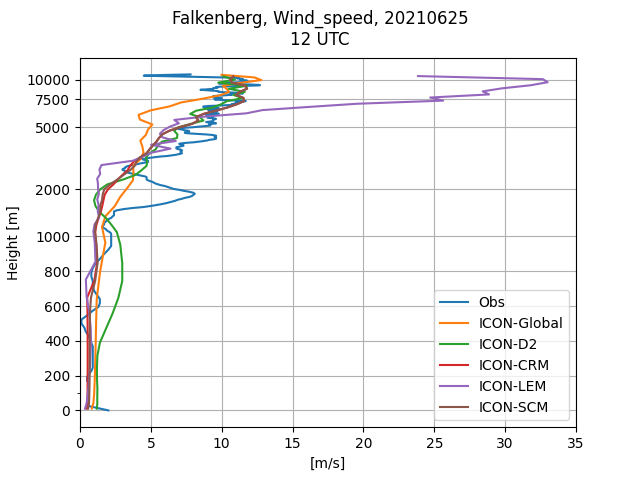 Falkenberg, Wind_speed, 20210625
12 UTC
Height [m]
10000
7500
5000
2000
1000
800
600
400
200
0
0 5 10 15 20 25 30 35
[m/s]
Obs
ICON-Global
ICON-D2
ICON-CRM
ICON-LEM
ICON-SCM